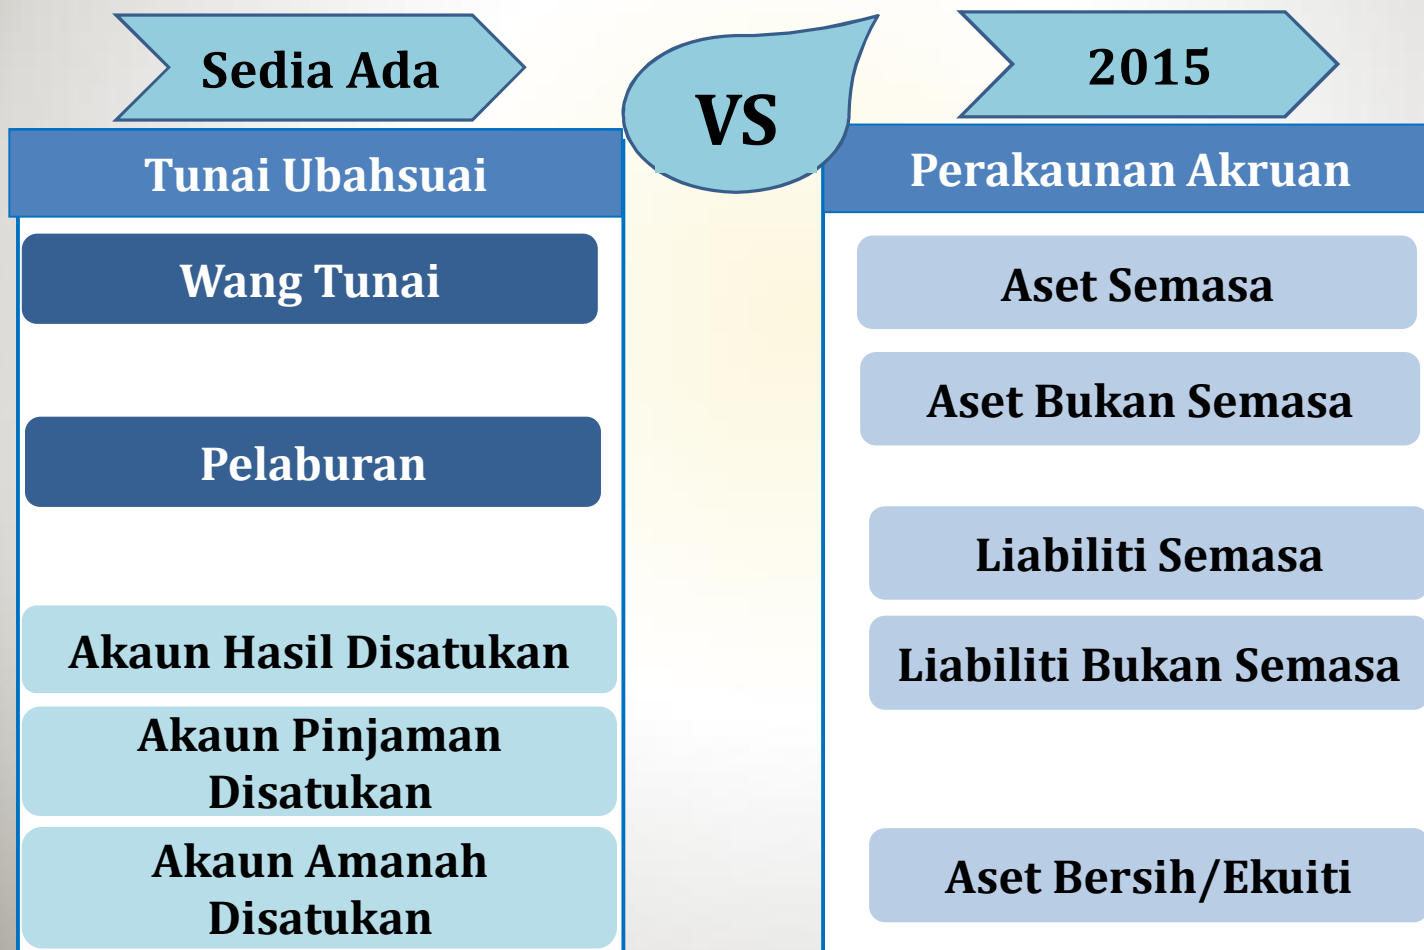 Sedia Ada
VS
2015
Tunai Ubahsuai
Wang Tunai
Pelaburan
Akaun Hasil Disatukan
Akaun Pinjaman
Disatukan
Akaun Amanah
Disatukan
Perakaunan Akruan
Aset Semasa
Aset Bukan Semasa
Liabiliti Semasa
Liabiliti Bukan Semasa
Aset Bersih/Ekuiti